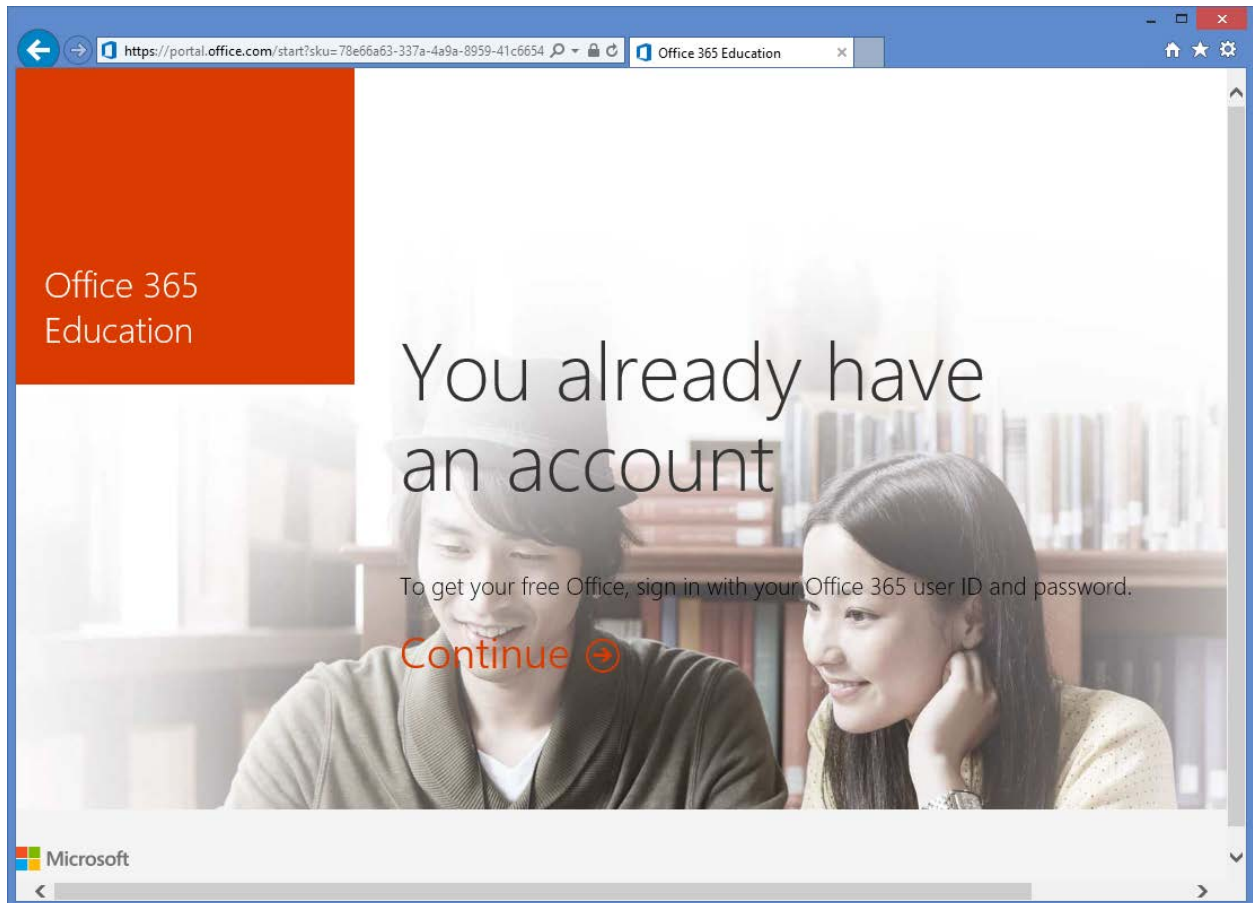 https://portal.office.com/start?sku=78e66a63-337a-4a9a-8959-41c6654
Office 365 Education
Office 365
Education
You already have
an account
To get your free Office, sign in with your Office 365 user ID and password.
Continue
Microsoft